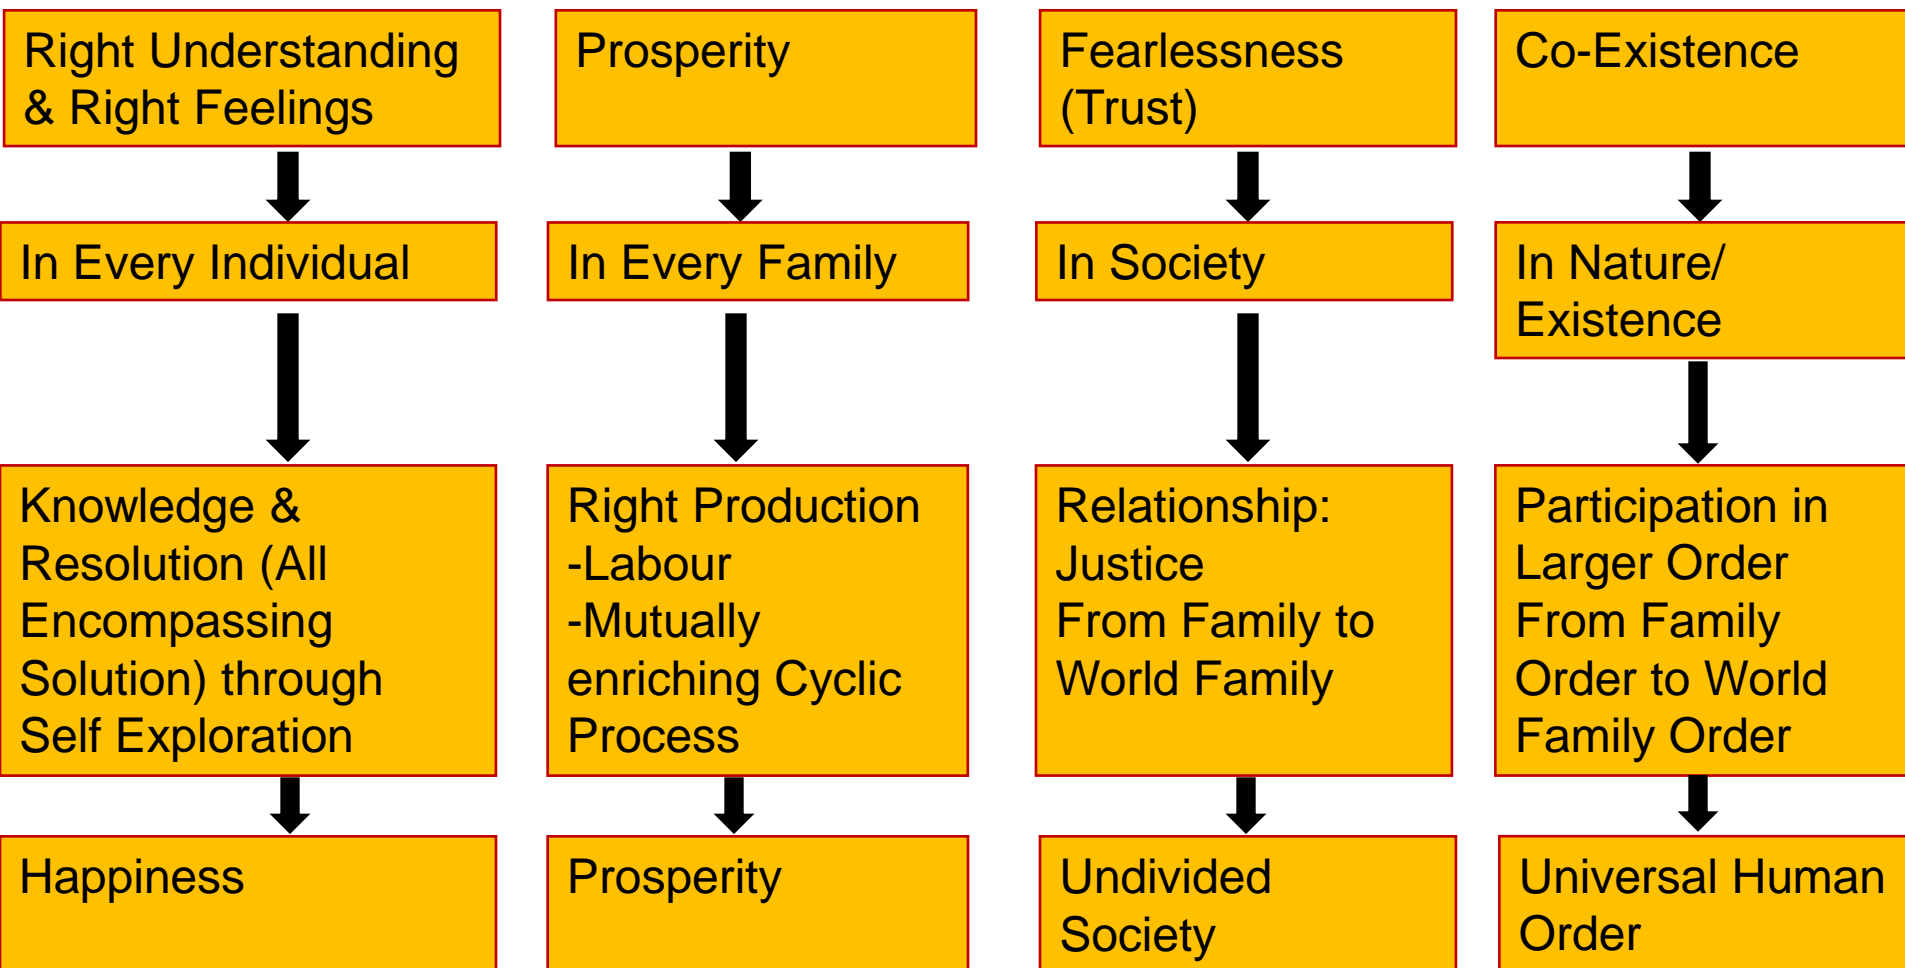 Right Understanding
& Right Feelings
Prosperity
Fearlessness
(Trust)
Co-Existence
In Every Individual
In Every Family
In Society
In Nature/
Existence
Knowledge &
Resolution (All
Encompassing
Solution) through
Self Exploration
Right Production
-Labour
-Mutually
enriching Cyclic
Process
Relationship:
Justice
From Family to
World Family
Participation in
Larger Order
From Family
Order to World
Family Order
Happiness
Prosperity
Undivided
Society
Universal Human
Order